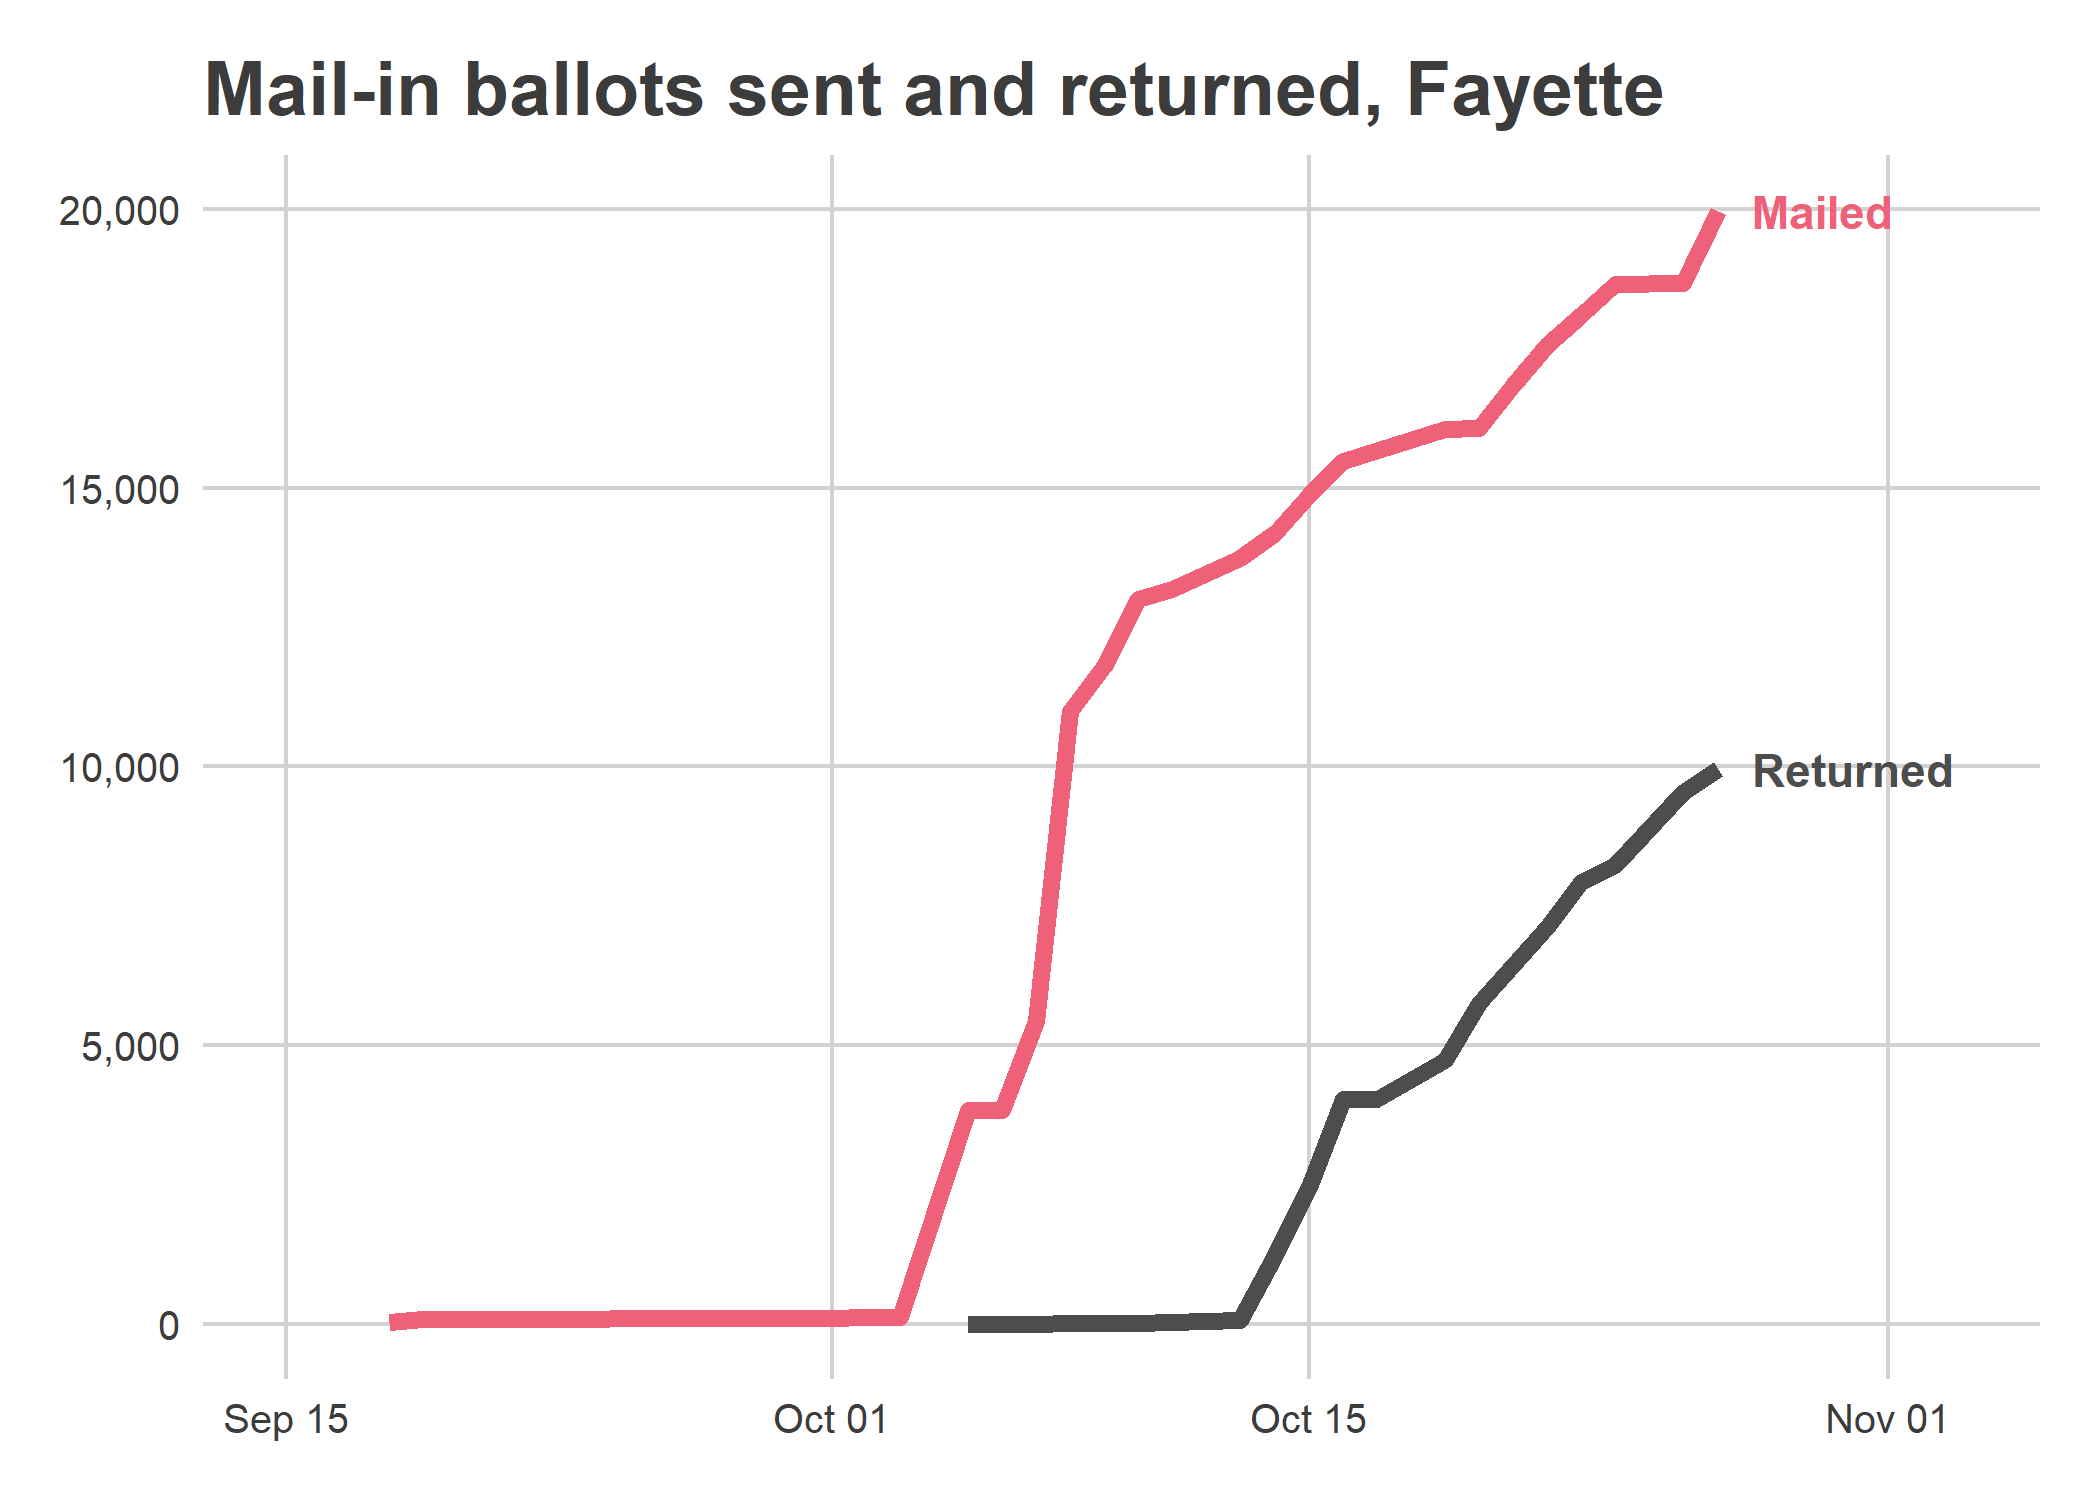 Mail-in ballots sent and returned, Fayette
20,000
Mailed
15,000
10,000
Returned
5,000
0
Sep 15
Oct 01
Oct 15
Nov 01